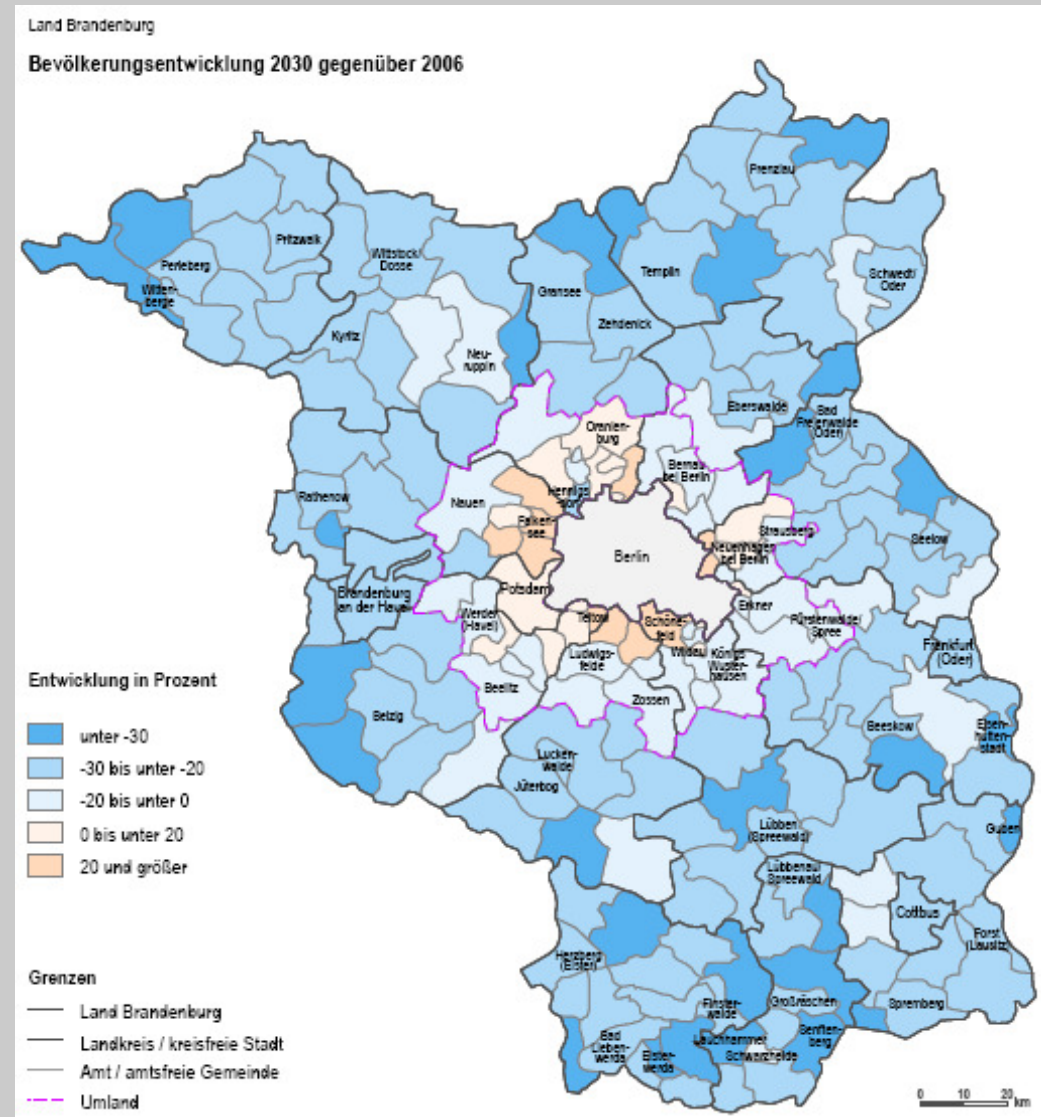 Land Brandenburg
Bevölkerungsentwicklung 2030 gegenüber 2006
Prenzlau
Pritzwalk
Wittstock/
Dosse
Perleberg
Witten-
berge
Templin
Schwedt/
Oder
Gransee
Zehdenick
Kyritz
Neu-
ruppin
Eberswalde
Bad
Freienwalde
(Oder)
Oranien-
burg
Bernau
bei Berlin
Hennigs-
dorf
Nauen
Rathenow
Falken-
see
Strausberg
Neuenhagen
bei Berlin
Seelow
Berlin
Brandenburg
an der Havel
Potsdam
Werder
(Havel)
Teltow
Schöne-
feld
Erkner
Fürstenwalde/
Spree
Wildau
Königs
Wuster-
hausen
Ludwigs-
felde
Frankfurt
(Oder)
Beelitz
Zossen
Belzig
Beeskow
Eisen-
hütten-
stadt
Lucken-
walde
Jüterbog
Lübben
(Spreewald)
Guben
Lübbenau/
Spreewald
Cottbus
Forst
(Lausitz)
Herzberg
(Elster)
Finster-
walde
Großräschen
Spremberg
Bad
Lieben-
werda
Elster-
werda
Lauchhammer
Schwarzheide
Senften-
berg
Entwicklung in Prozent
unter -30
-30 bis unter -20
-20 bis unter 0
0 bis unter 20
20 und größer
Grenzen
Land Brandenburg
Landkreis / kreisfreie Stadt
Amt / amtsfreie Gemeinde
Umland
0 10 20 km